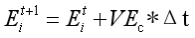 E_i^{t+1} = E_i^t + VE_c * Δ t